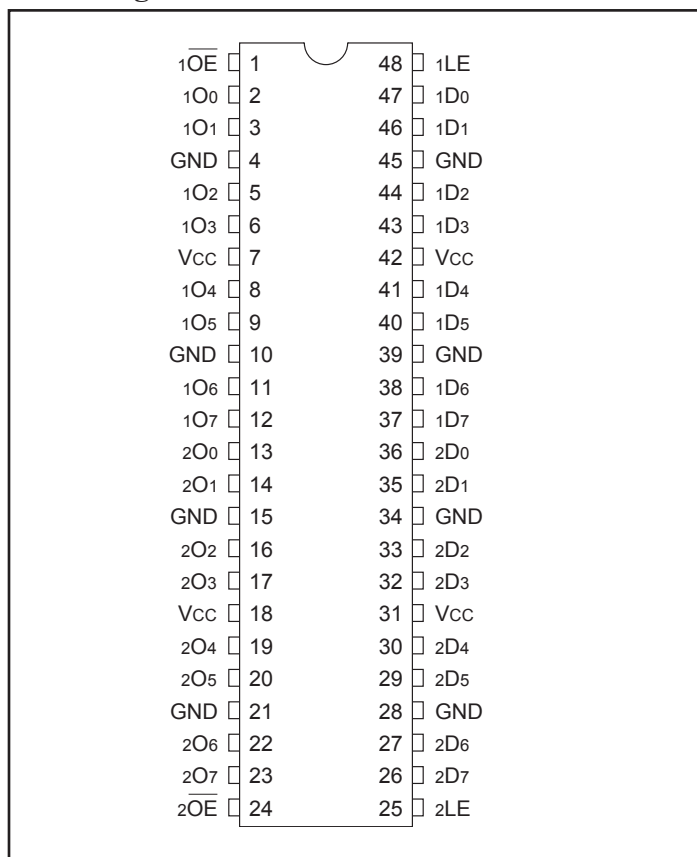 1O̅E̅ 1 48 1LE
1O0 2 47 1D0
1O1 3 46 1D1
GND 4 45 GND
1O2 5 44 1D2
1O3 6 43 1D3
VCC 7 42 VCC
1O4 8 41 1D4
1O5 9 40 1D5
GND 10 39 GND
1O6 11 38 1D6
1O7 12 37 1D7
2O0 13 36 2D0
2O1 14 35 2D1
GND 15 34 GND
2O2 16 33 2D2
2O3 17 32 2D3
VCC 18 31 VCC
2O4 19 30 2D4
2O5 20 29 2D5
GND 21 28 GND
2O6 22 27 2D6
2O7 23 26 2D7
2O̅E̅ 24 25 2LE